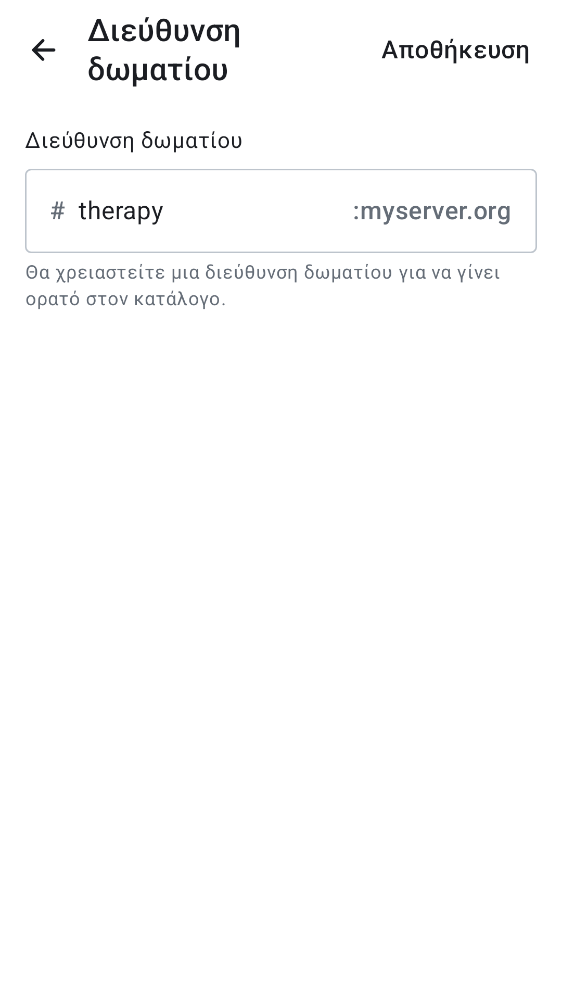 Διεύθυνση
δωματίου
Αποθήκευση
Διεύθυνση δωματίου
# therapy :myserver.org
Θα χρειαστείτε μια διεύθυνση δωματίου για να γίνει
ορατό στον κατάλογο.